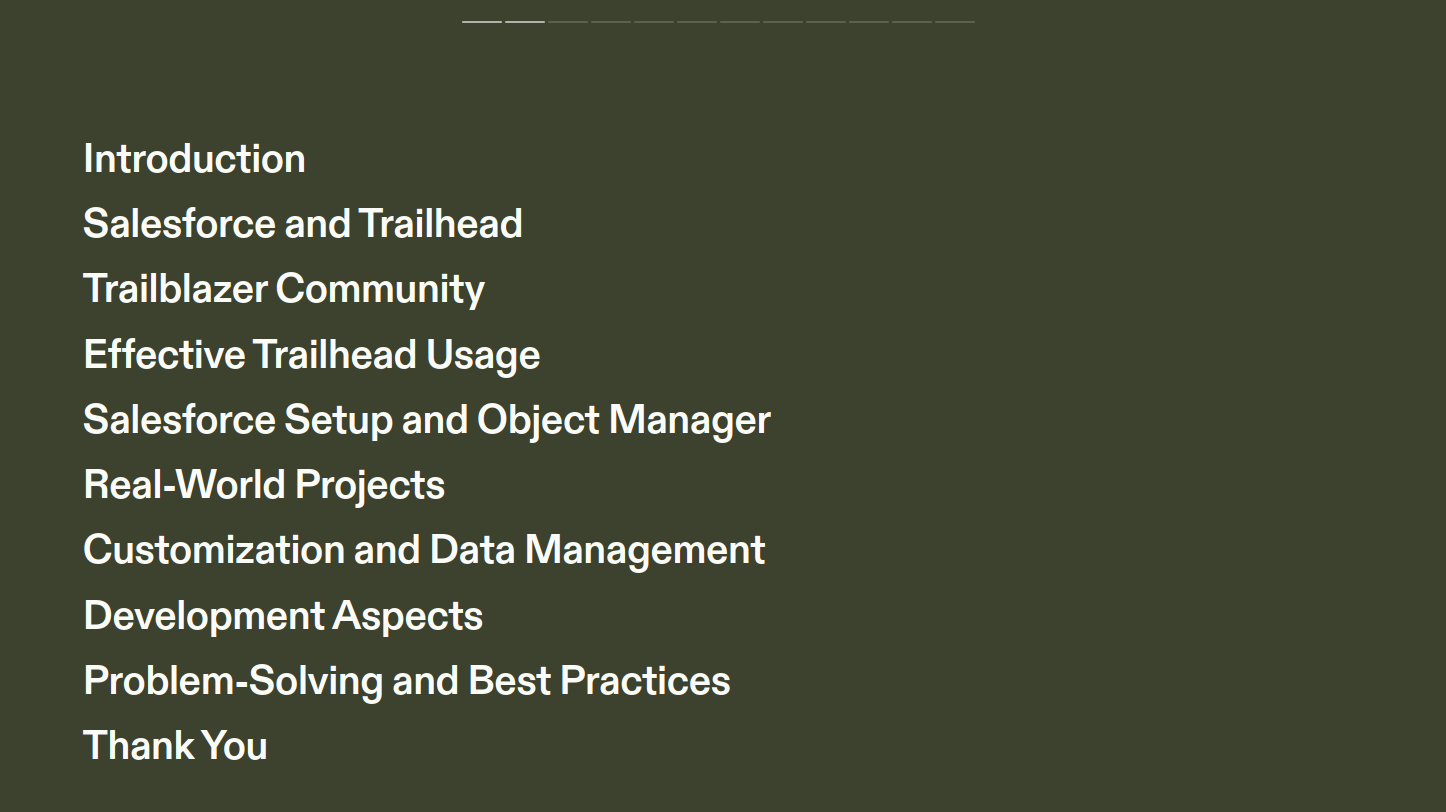 Introduction
Salesforce and Trailhead
Trailblazer Community
Effective Trailhead Usage
Salesforce Setup and Object Manager
Real-World Projects
Customization and Data Management
Development Aspects
Problem-Solving and Best Practices
Thank You